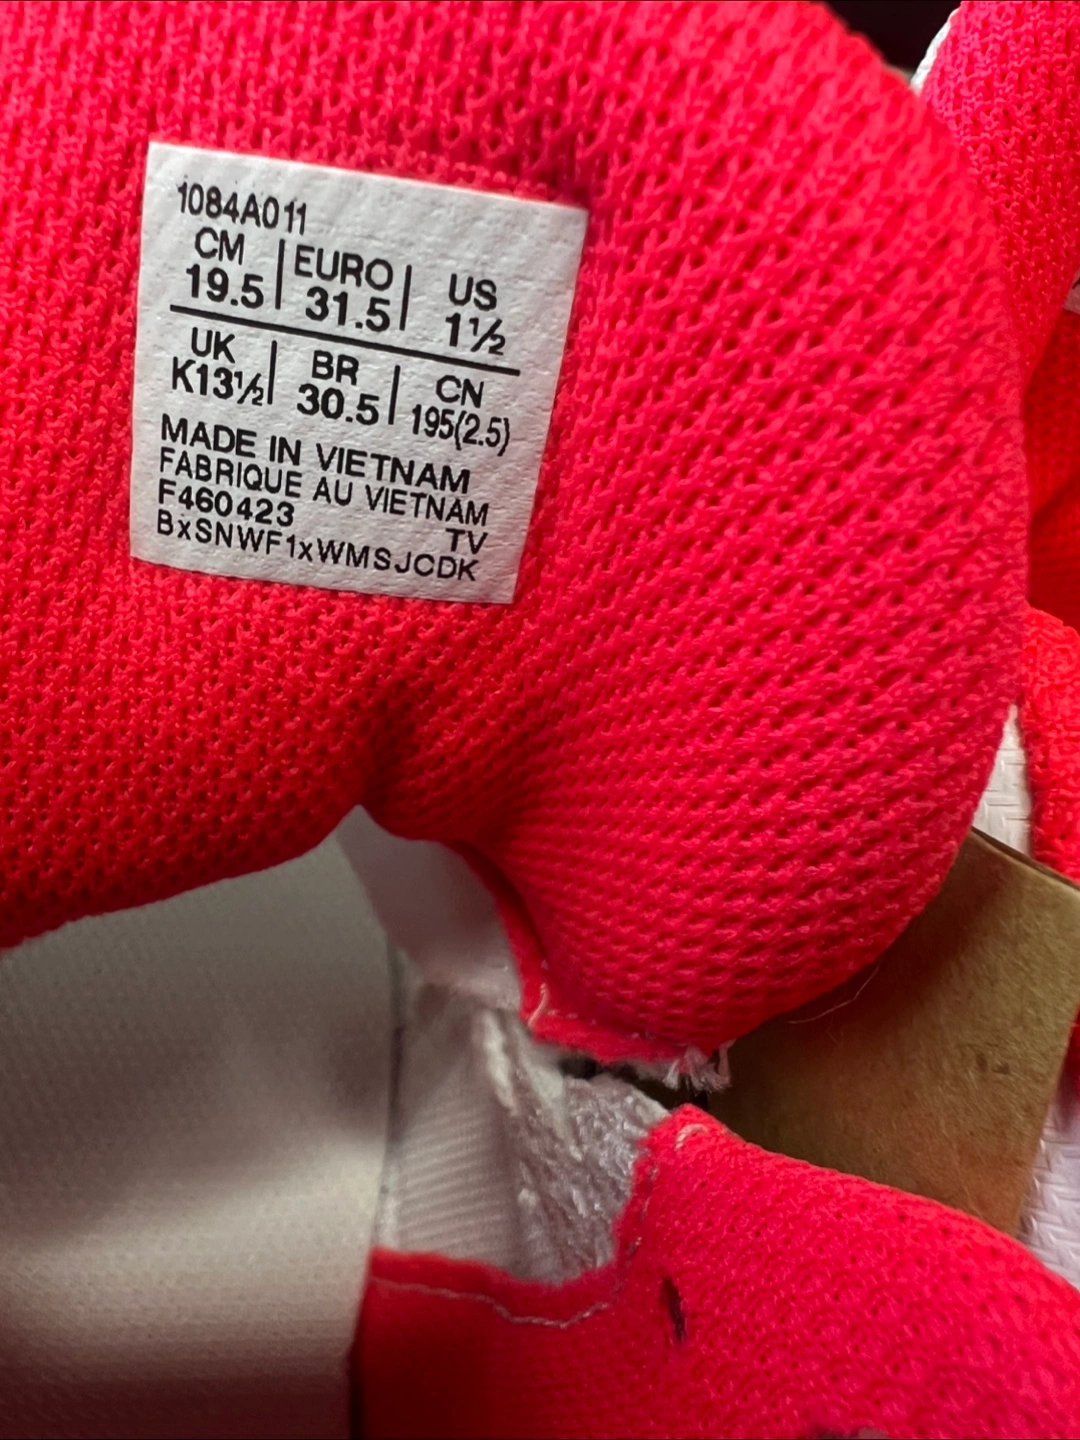 1084A011
CM | EURO | US
19.5 | 31.5 | 1½
UK | BR | CN
K13½ | 30.5 | 195(2.5)
MADE IN VIETNAM
FABRIQUE AU VIETNAM
F460423 TV
BxSNWF1xWMSJCDK